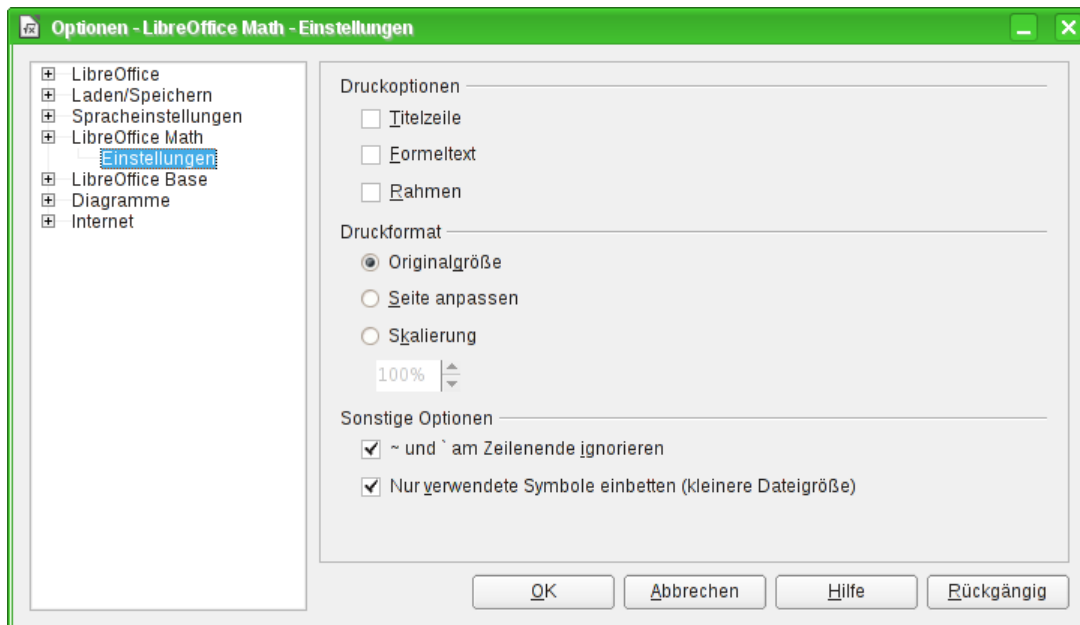 Optionen - LibreOffice Math - Einstellungen
LibreOffice
Laden/Speichern
Spracheinstellungen
LibreOffice Math
Einstellungen
LibreOffice Base
Diagramme
Internet
Druckoptionen
Titelzeile
Formeltext
Rahmen
Druckformat
Originalgröße
Seite anpassen
Skalierung
100%
Sonstige Optionen
~ und ` am Zeilenende ignorieren
Nur verwendete Symbole einbetten (kleinere Dateigröße)
OK Abbrechen Hilfe Rückgängig